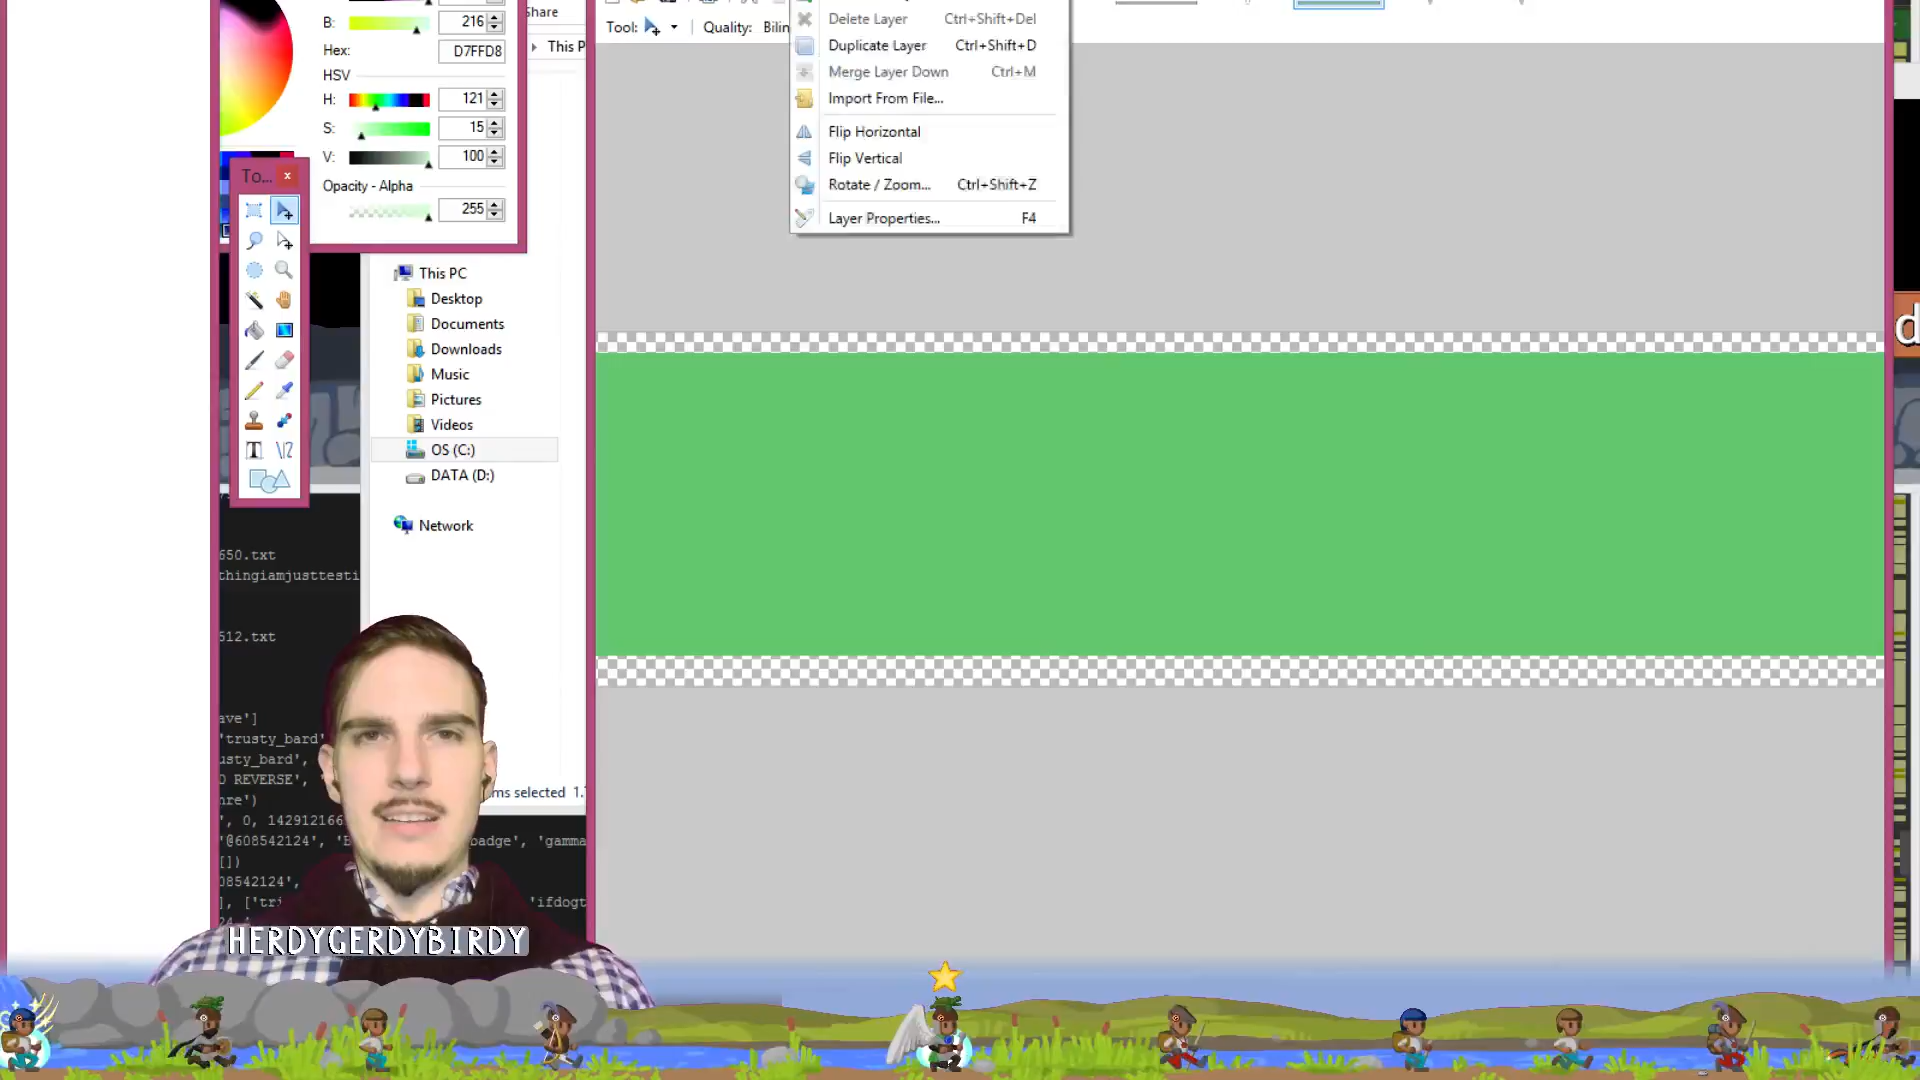 B: 216
Hex: D7FFD8
HSV
H: 121
S: 15
V: 100
Opacity - Alpha
255
To... x
Share
This P
This PC
Desktop
Documents
Downloads
Music
Pictures
Videos
OS (C:)
DATA (D:)
Network
ms selected 1.
Tool: Quality: Bilin
Delete Layer Ctrl+Shift+Del
Duplicate Layer Ctrl+Shift+D
Merge Layer Down Ctrl+M
Import From File...
Flip Horizontal
Flip Vertical
Rotate / Zoom... Ctrl+Shift+Z
Layer Properties... F4
650.txt
thingiamjusttesti
512.txt
ave']
'trusty_bard'
usty_bard',
O REVERSE',
nre')
', 0, 142912166
'@608542124', 'B badge', 'gamma
[])
08542124',
], ['tri 'ifdogt
HERDYGERDYBIRDY
d